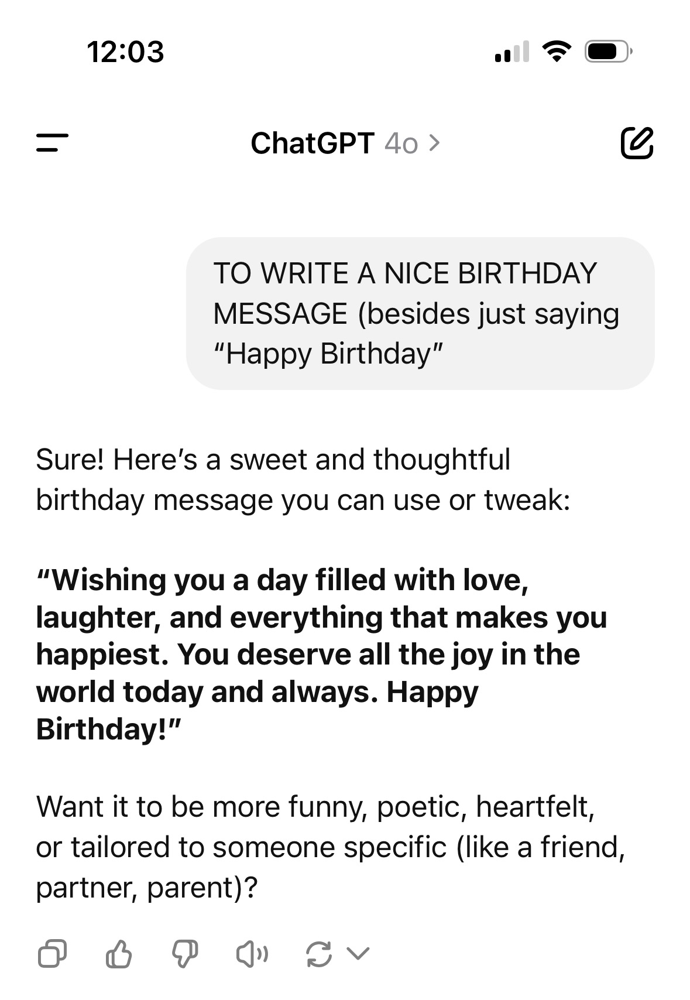 12:03
ChatGPT 4o >
TO WRITE A NICE BIRTHDAY
MESSAGE (besides just saying
“Happy Birthday”
Sure! Here’s a sweet and thoughtful
birthday message you can use or tweak:
“Wishing you a day filled with love,
laughter, and everything that makes you
happiest. You deserve all the joy in the
world today and always. Happy
Birthday!”
Want it to be more funny, poetic, heartfelt,
or tailored to someone specific (like a friend,
partner, parent)?